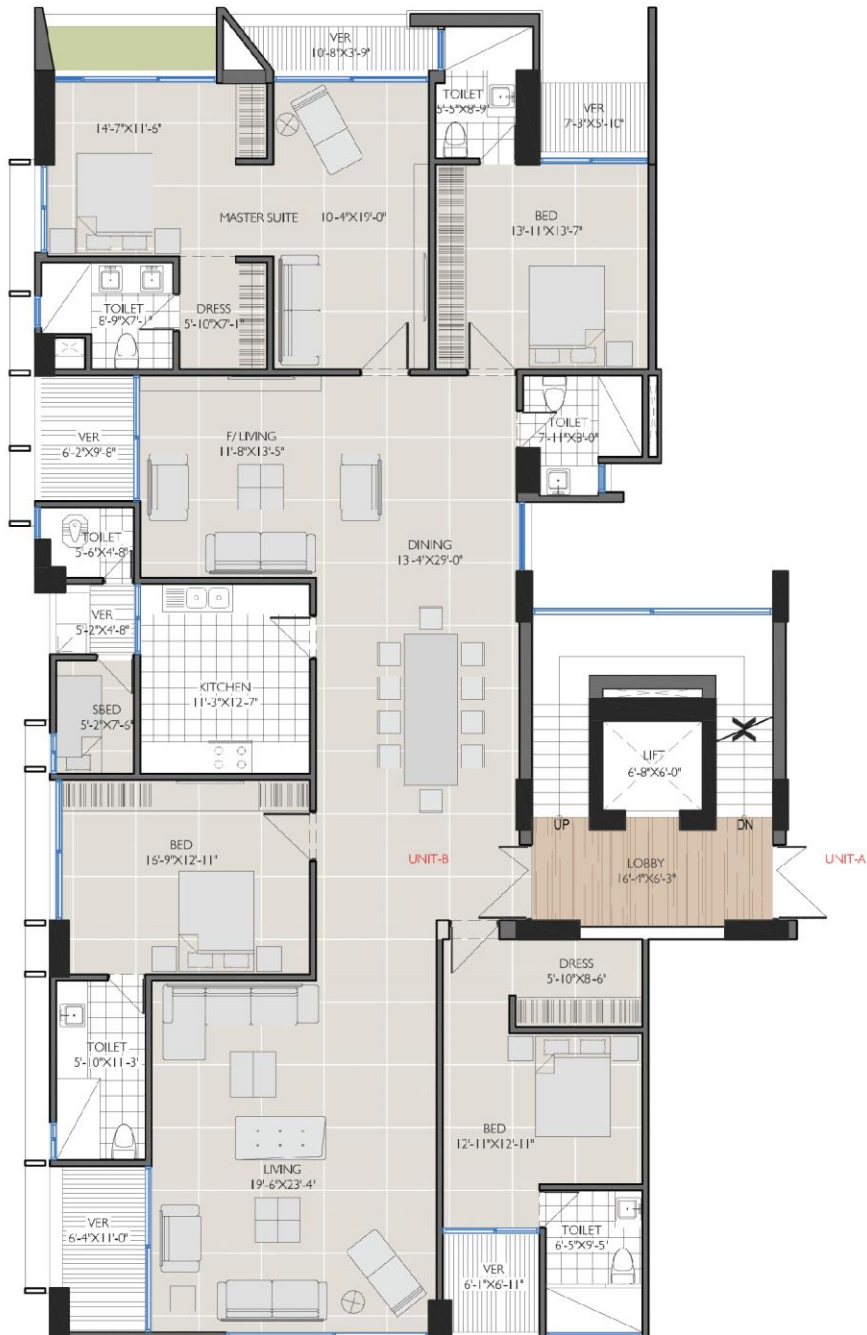 VER
10'-8"X3'-9"
TOILET
5'-5"X8'-9"
VER
7'-3"X5'-10"
14'-7"X11'-6"
MASTER SUITE 10'-4"X19'-0"
BED
13'-11"X13'-7"
TOILET
8'-9"X7'-1"
DRESS
5'-10"X7'-1"
VER
6'-2"X9'-8"
F/LIVING
11'-8"X13'-5"
TOILET
7'-11"X8'-0"
TOILET
5'-6"X4'-8"
DINING
13'-4"X29'-0"
VER
5'-2"X4'-8"
KITCHEN
11'-3"X12'-7"
SBED
5'-2"X7'-6"
LIFT
6'-8"X6'-0"
UP
DN
BED
16'-9"X12'-11"
UNIT-B
LOBBY
16'-4"X6'-3"
UNIT-A
DRESS
5'-10"X8'-6"
TOILET
5'-10"X11'-3'
BED
12'-11"X12'-11"
LIVING
19'-6"X23'-4'
VER
6'-4"X11'-0"
TOILET
6'-5"X9'-5'
VER
6'-1"X6'-11"